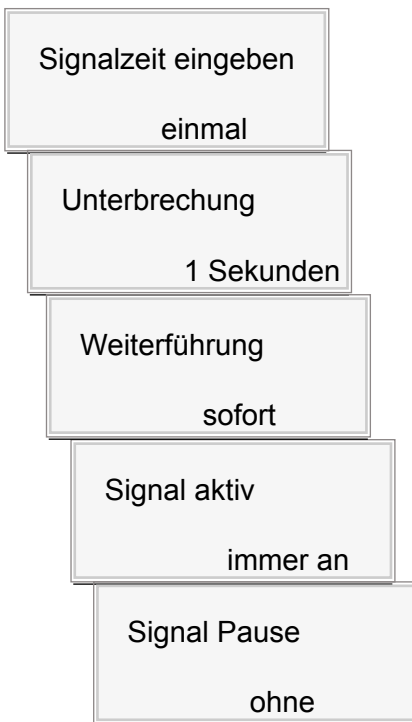 Signalzeit eingeben
einmal
Unterbrechung
1 Sekunden
Weiterführung
sofort
Signal aktiv
immer an
Signal Pause
ohne